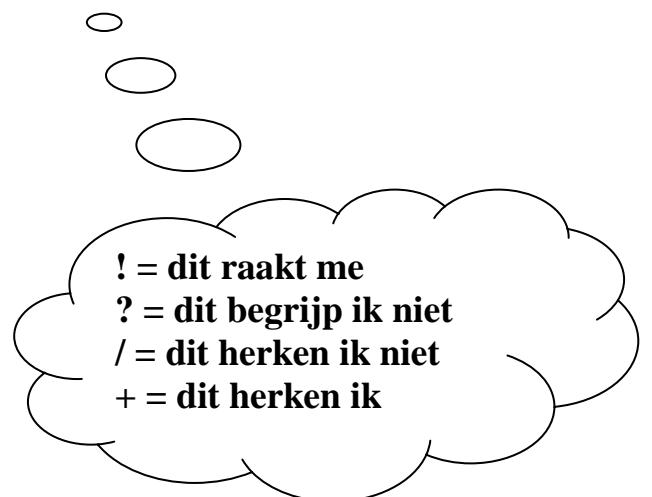 ! = dit raakt me
? = dit begrijp ik niet
/ = dit herken ik niet
+ = dit herken ik